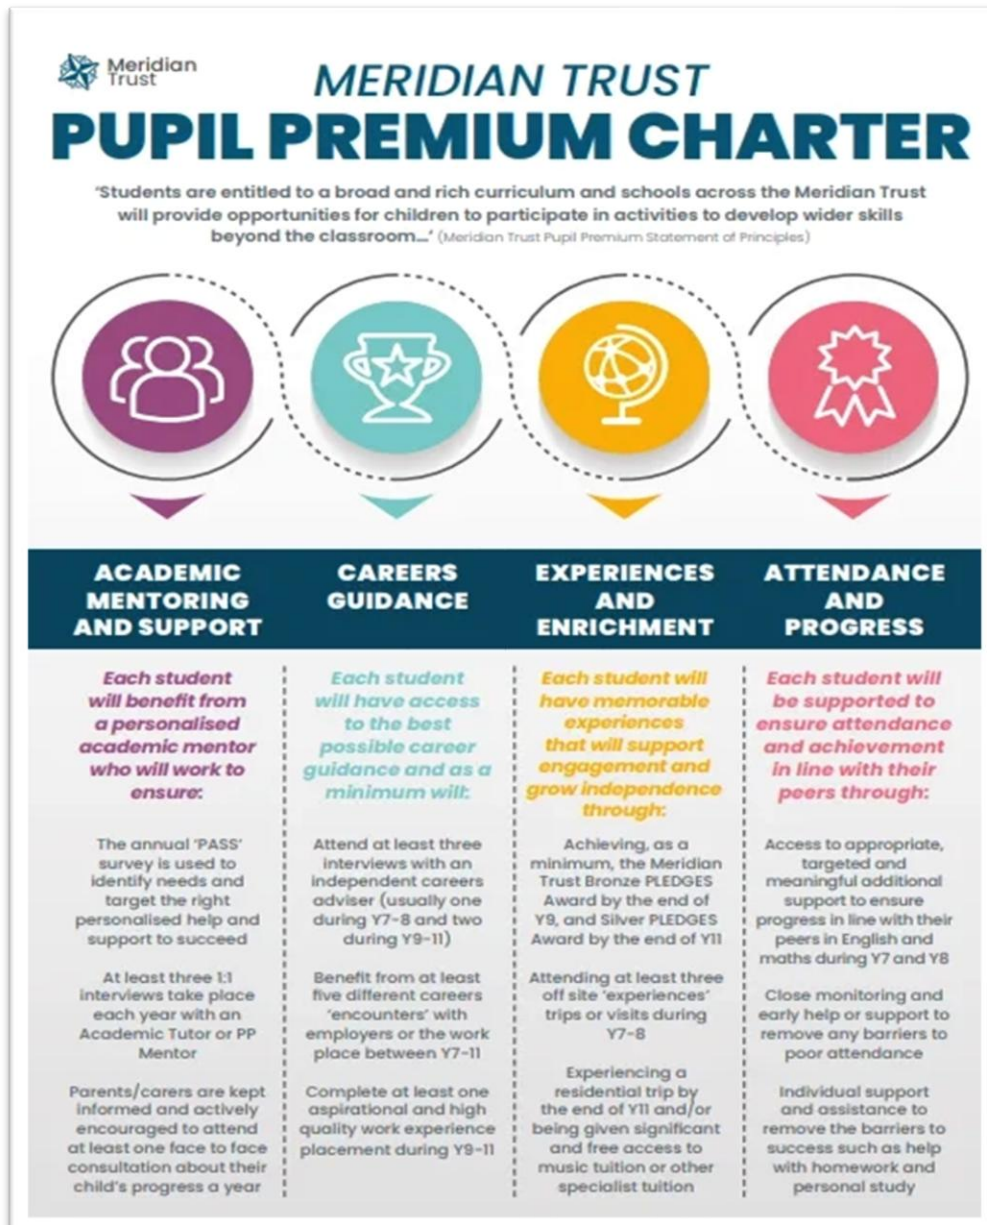 Meridian
Trust
MERIDIAN TRUST
PUPIL PREMIUM CHARTER
'Students are entitled to a broad and rich curriculum and schools across the Meridian Trust
will provide opportunities for children to participate in activities to develop wider skills
beyond the classroom...' (Meridian Trust Pupil Premium Statement of Principles)
ACADEMIC
MENTORING
AND SUPPORT
Each student
will benefit from
a personalised
academic mentor
who will work to
ensure:
The annual 'PASS'
survey is used to
identify needs and
target the right
personalised help and
support to succeed
At least three 1:1
interviews take place
each year with an
Academic Tutor or PP
Mentor
Parents/carers are kept
informed and actively
encouraged to attend
at least one face to face
consultation about their
child's progress a year
CAREERS
GUIDANCE
Each student
will have access
to the best
possible career
guidance and as a
minimum will:
Attend at least three
interviews with an
independent careers
adviser (usually one
during Y7-8 and two
during Y9-11)
Benefit from at least
five different careers
'encounters' with
employers or the work
place between Y7-11
Complete at least one
aspirational and high
quality work experience
placement during Y9-11
EXPERIENCES
AND
ENRICHMENT
Each student will
have memorable
experiences
that will support
engagement and
grow independence
through:
Achieving, as a
minimum, the Meridian
Trust Bronze PLEDGES
Award by the end of
Y9, and Silver PLEDGES
Award by the end of Y11
Attending at least three
off site 'experiences'
trips or visits during
Y7-8
Experiencing a
residential trip by
the end of Y11 and/or
being given significant
and free access to
music tuition or other
specialist tuition
ATTENDANCE
AND
PROGRESS
Each student will
be supported to
ensure attendance
and achievement
in line with their
peers through:
Access to appropriate,
targeted and
meaningful additional
support to ensure
progress in line with their
peers in English and
maths during Y7 and Y8
Close monitoring and
early help or support to
remove any barriers to
poor attendance
Individual support
and assistance to
remove the barriers to
success such as help
with homework and
personal study